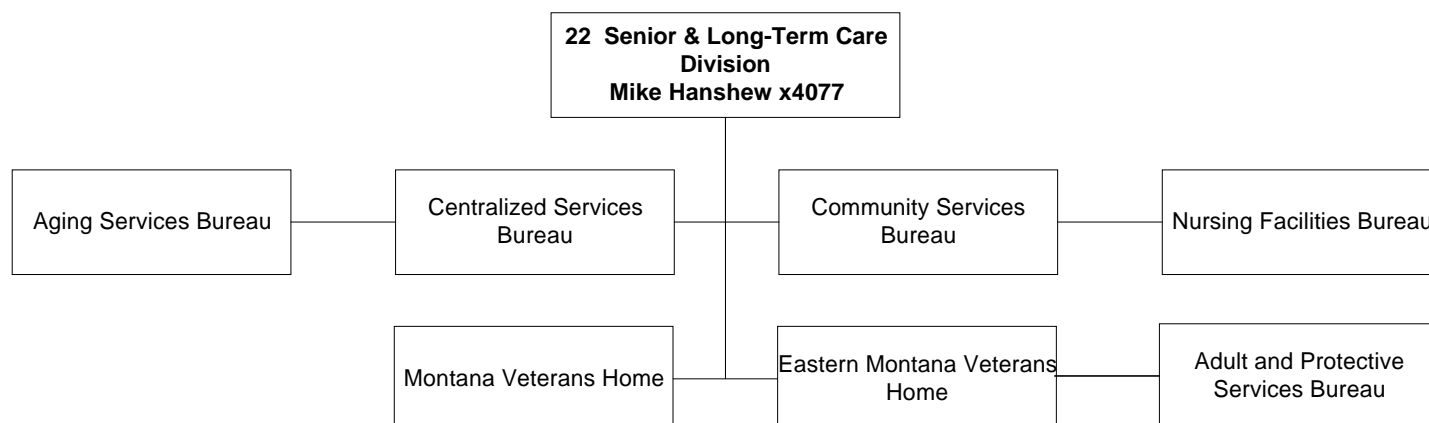 22 Senior & Long-Term Care
Division
Mike Hanshew x4077
Aging Services Bureau
Centralized Services
Bureau
Community Services
Bureau
Nursing Facilities Bureau
Montana Veterans Home
Eastern Montana Veterans
Home
Adult and Protective
Services Bureau